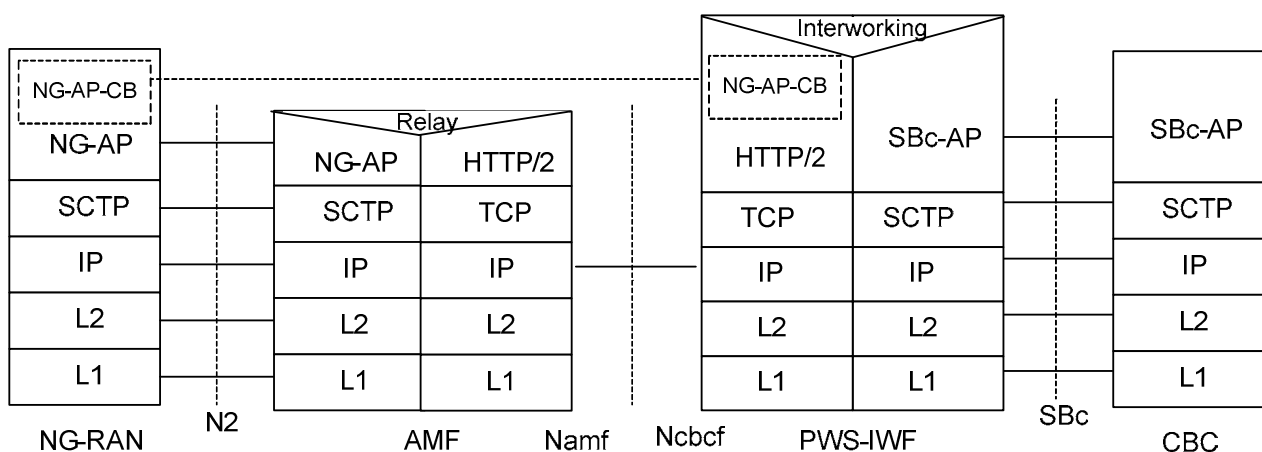 NG-AP-CB
NG-AP
SCTP
IP
L2
L1
NG-RAN
N2
Relay
NG-AP
HTTP/2
SCTP
TCP
IP
IP
L2
L2
L1
L1
AMF
Namf
Ncbcf
Interworking
NG-AP-CB
HTTP/2
SBc-AP
TCP
SCTP
IP
IP
L2
L2
L1
L1
PWS-IWF
SBc
SBc-AP
SCTP
IP
L2
L1
CBC